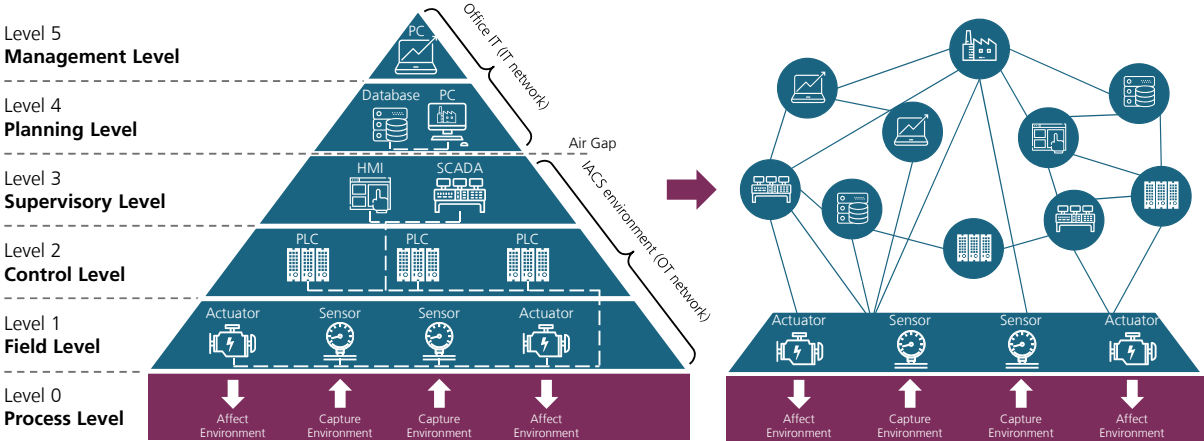 Level 5
Management Level
Level 4
Planning Level
Level 3
Supervisory Level
Level 2
Control Level
Level 1
Field Level
Level 0
Process Level
PC
Database
PC
HMI
SCADA
PLC
PLC
PLC
Actuator
Sensor
Sensor
Actuator
Affect
Environment
Capture
Environment
Capture
Environment
Affect
Environment
Office IT (IT network)
Air Gap
IACS environment (OT network)
Actuator
Sensor
Sensor
Actuator
Affect
Environment
Capture
Environment
Capture
Environment
Affect
Environment